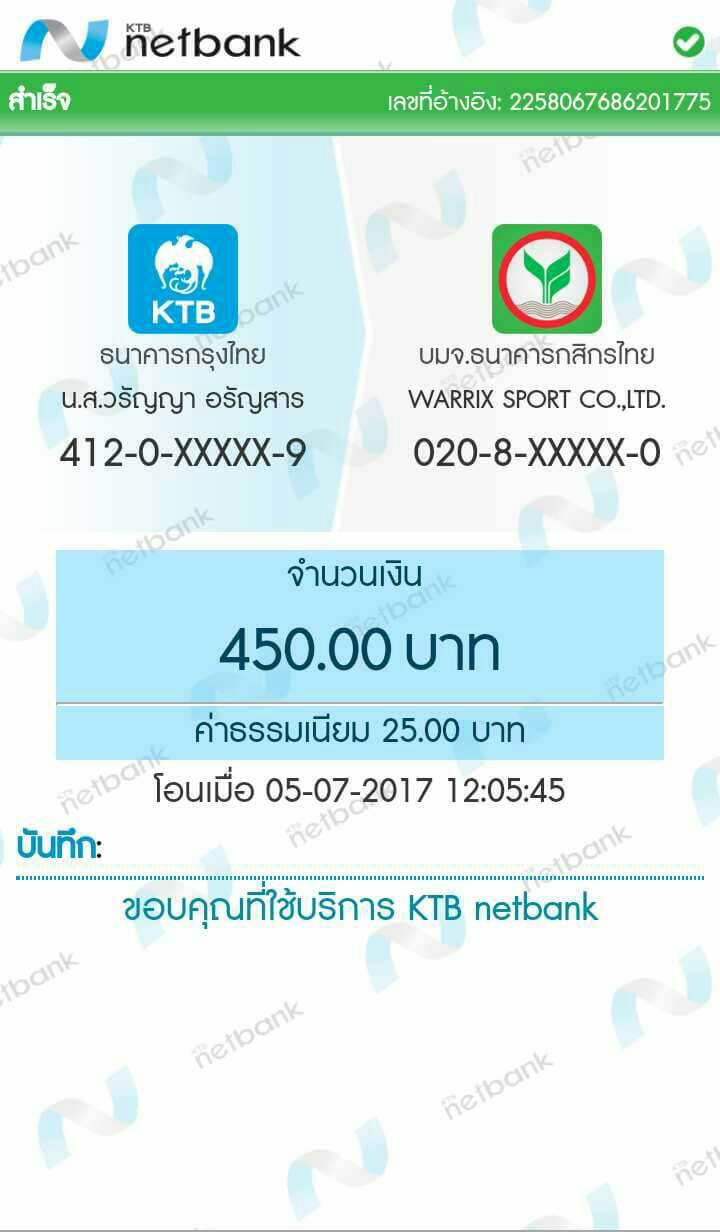 KTB
netbank
สำเร็จ
เลขที่อ้างอิง: 2258067686201775
KTB
ธนาคารกรุงไทย
น.ส.วรัญญา อรัญสาร
412-0-XXXXX-9
บมจ.ธนาคารกสิกรไทย
WARRIX SPORT CO.,LTD.
020-8-XXXXX-0
จำนวนเงิน
450.00 บาท
ค่าธรรมเนียม 25.00 บาท
โอนเมื่อ 05-07-2017 12:05:45
บันทึก:
ขอบคุณที่ใช้บริการ KTB netbank